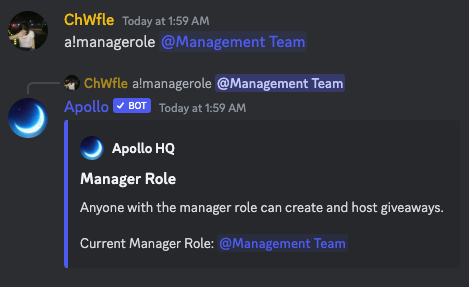 ChWfle Today at 1:59 AM
a!managerole @Management Team
ChWfle a!managerole @Management Team
Apollo ✓ BOT Today at 1:59 AM
Apollo HQ
Manager Role
Anyone with the manager role can create and host giveaways.
Current Manager Role: @Management Team